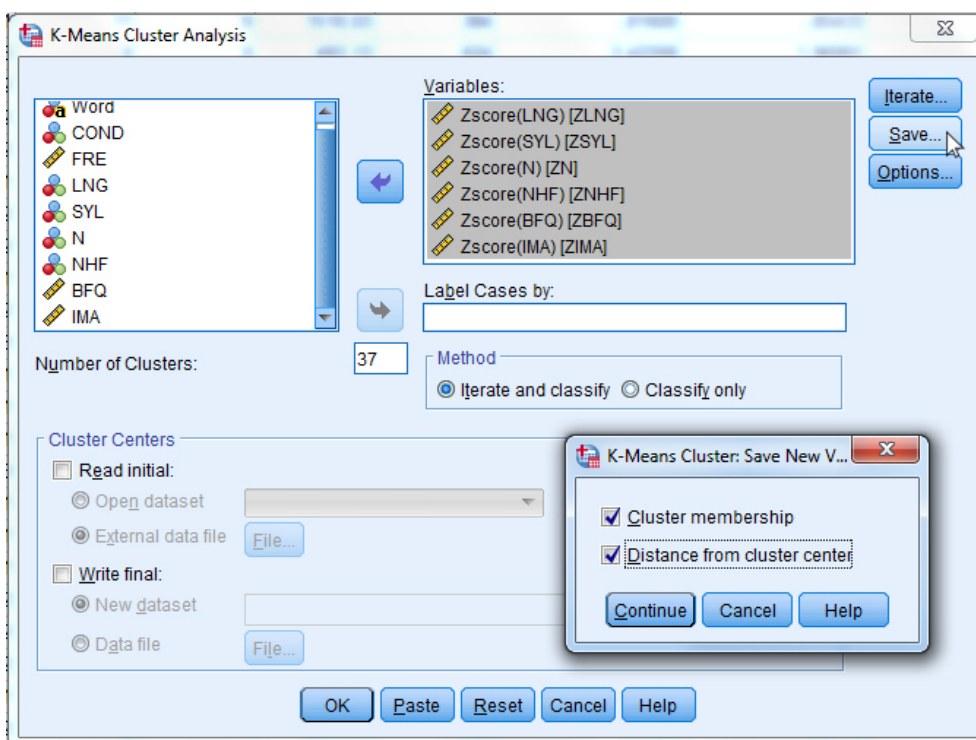 K-Means Cluster Analysis
Variables:
Word
COND
FRE
LNG
SYL
N
NHF
BFQ
IMA
Zscore(LNG) [ZLNG]
Zscore(SYL) [ZSYL]
Zscore(N) [ZN]
Zscore(NHF) [ZNHF]
Zscore(BFQ) [ZBFQ]
Zscore(IMA) [ZIMA]
Iterate...
Save...
Options...
Label Cases by:
Number of Clusters: 37
Method
Iterate and classify Classify only
Cluster Centers
Read initial:
Open dataset
External data file File...
Write final:
New dataset
Data file File...
K-Means Cluster: Save New V...
Cluster membership
Distance from cluster center
Continue Cancel Help
OK Paste Reset Cancel Help